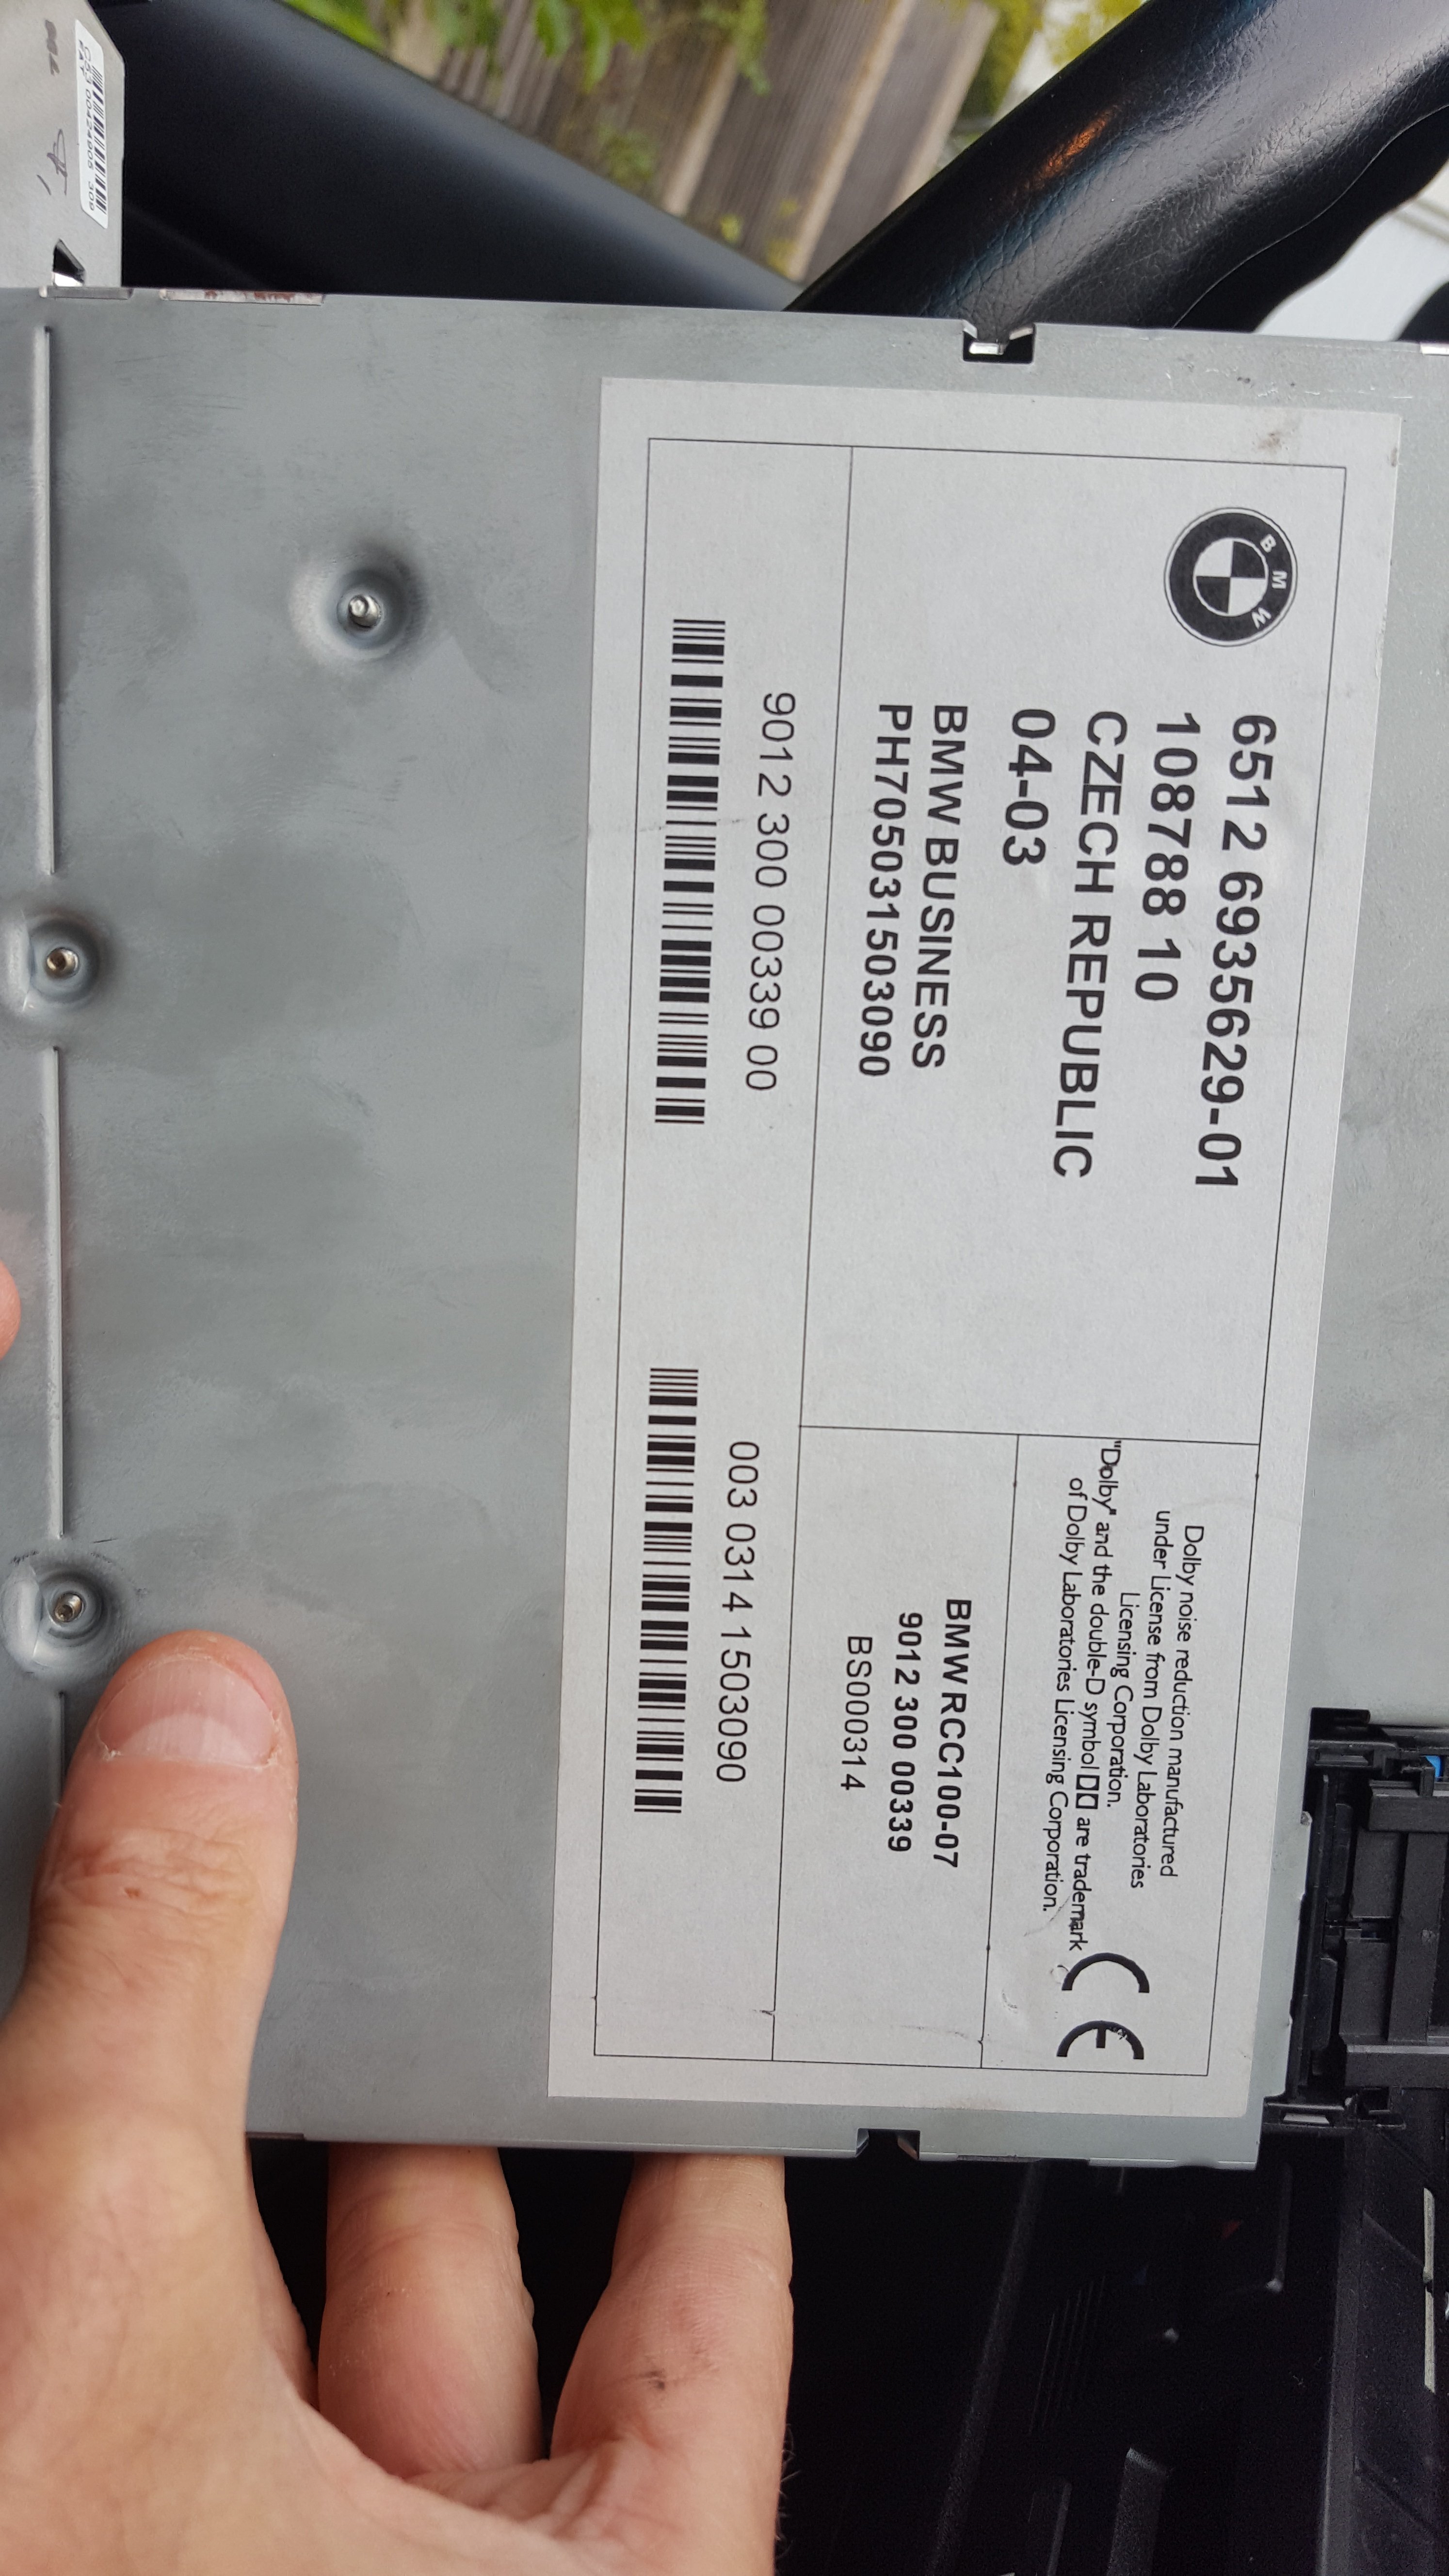 BMW
6512 6935629-01
108788 10
CZECH REPUBLIC
04-03
BMW BUSINESS
PH705031503090
9012 300 00339 00
Dolby noise reduction manufactured
under License from Dolby Laboratories
Licensing Corporation.
"Dolby" and the double-D symbol are trademark
of Dolby Laboratories Licensing Corporation.
CE
BMW RCC100-07
9012 300 00339
BS000314
003 0314 1503090